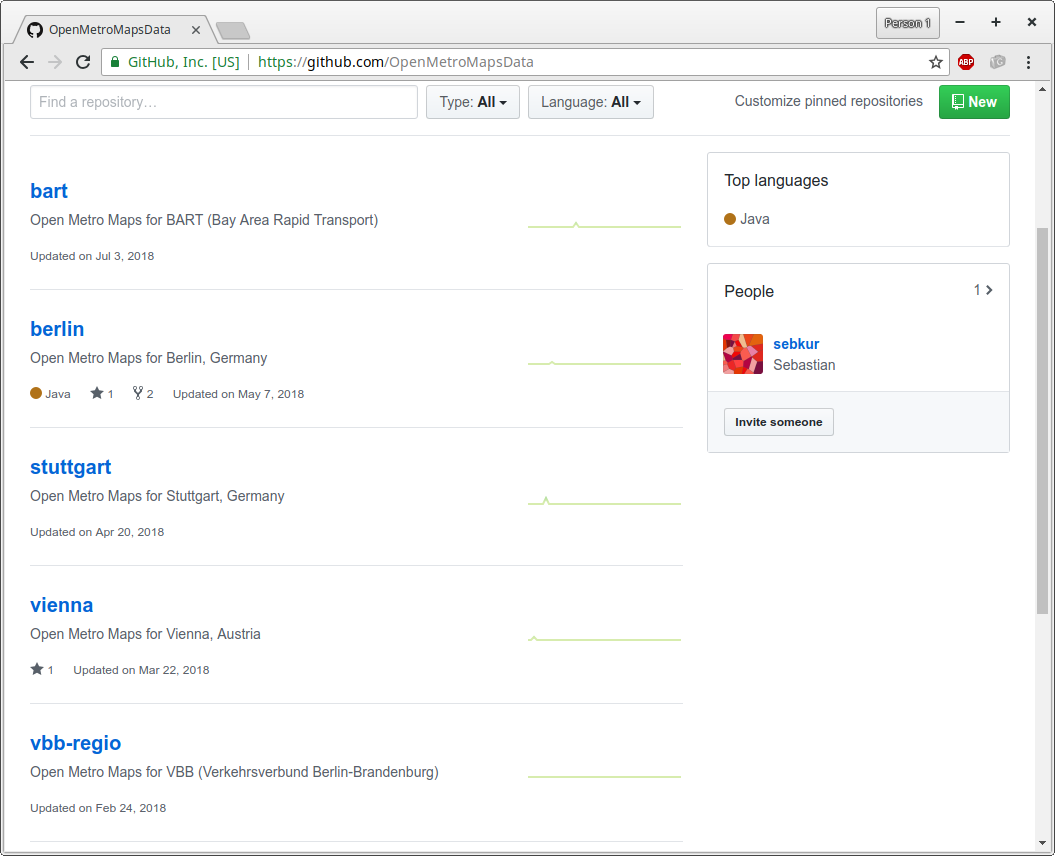 OpenMetroMapsData
Person 1
GitHub, Inc. [US] https://github.com/OpenMetroMapsData
ABP
Find a repository…
Type: All
Language: All
Customize pinned repositories
New
bart
Open Metro Maps for BART (Bay Area Rapid Transport)
Updated on Jul 3, 2018
berlin
Open Metro Maps for Berlin, Germany
Java 1 2 Updated on May 7, 2018
stuttgart
Open Metro Maps for Stuttgart, Germany
Updated on Apr 20, 2018
vienna
Open Metro Maps for Vienna, Austria
1 Updated on Mar 22, 2018
vbb-regio
Open Metro Maps for VBB (Verkehrsverbund Berlin-Brandenburg)
Updated on Feb 24, 2018
Top languages
Java
People 1
sebkur
Sebastian
Invite someone